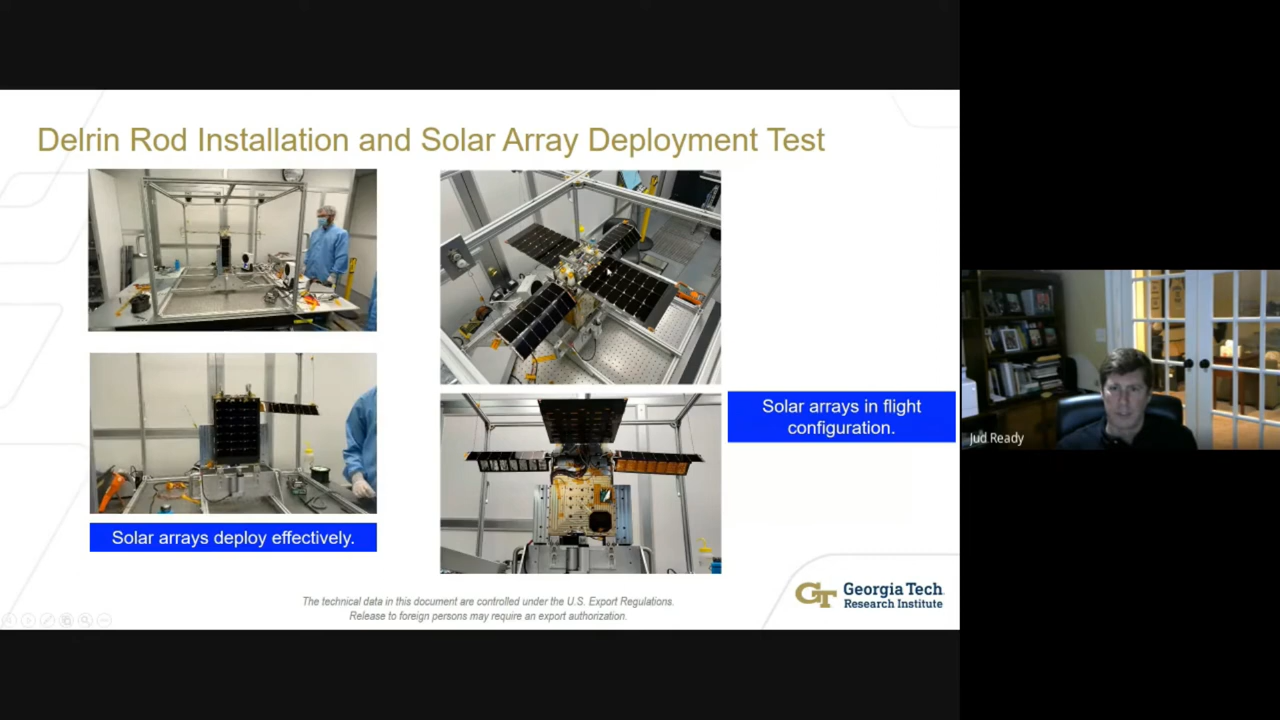 Delrin Rod Installation and Solar Array Deployment Test
Solar arrays in flight
configuration.
Solar arrays deploy effectively.
The technical data in this document are controlled under the U.S. Export Regulations.
Release to foreign persons may require an export authorization.
GT Georgia Tech
Research Institute
Jud Ready